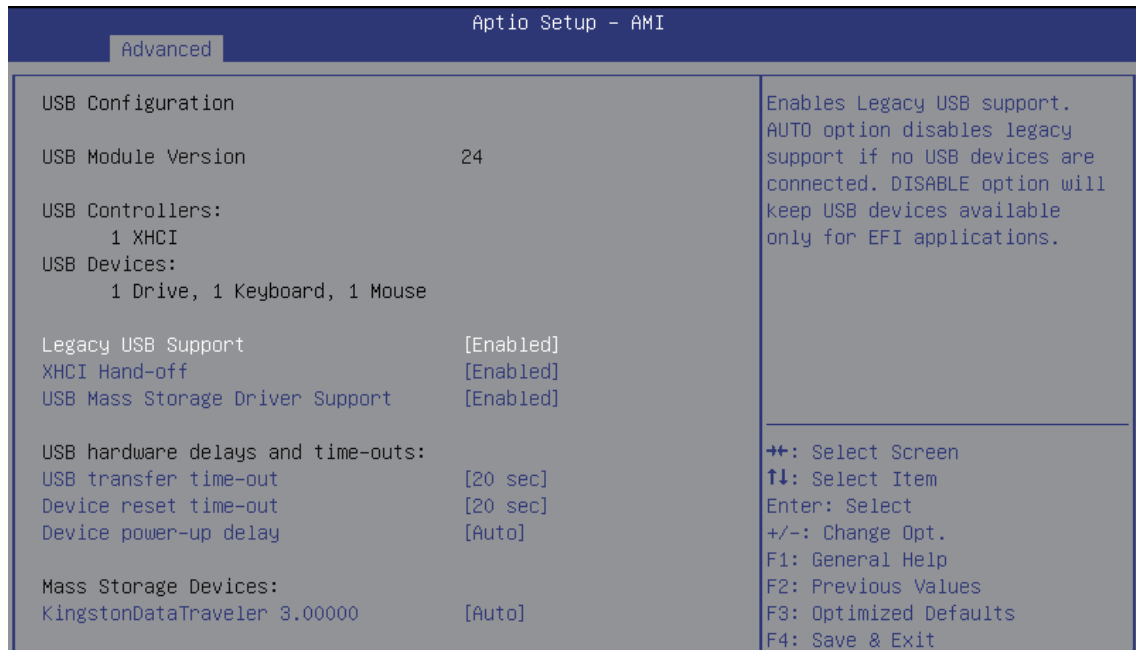 Aptio Setup – AMI
Advanced
USB Configuration
USB Module Version 24
USB Controllers:
1 XHCI
USB Devices:
1 Drive, 1 Keyboard, 1 Mouse
Legacy USB Support [Enabled]
XHCI Hand-off [Enabled]
USB Mass Storage Driver Support [Enabled]
USB hardware delays and time-outs:
USB transfer time-out [20 sec]
Device reset time-out [20 sec]
Device power-up delay [Auto]
Mass Storage Devices:
KingstonDataTraveler 3.00000 [Auto]
Enables Legacy USB support.
AUTO option disables legacy
support if no USB devices are
connected. DISABLE option will
keep USB devices available
only for EFI applications.
→←: Select Screen
↑↓: Select Item
Enter: Select
+/-: Change Opt.
F1: General Help
F2: Previous Values
F3: Optimized Defaults
F4: Save & Exit